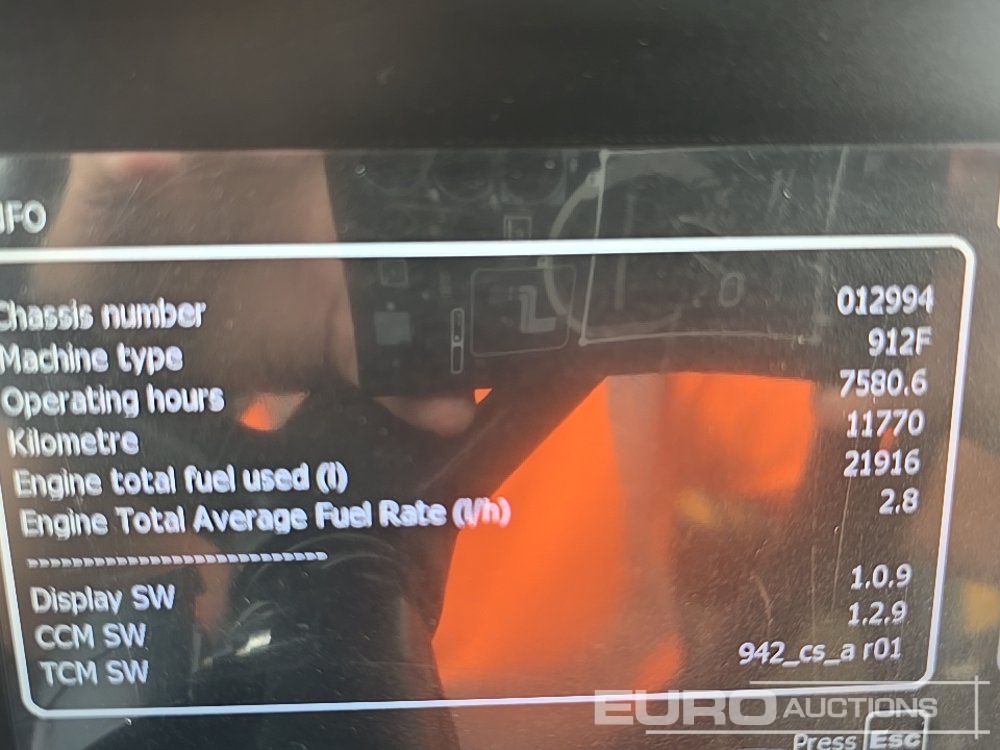 NFO
Chassis number 012994
Machine type 912F
Operating hours 7580.6
Kilometre 11770
Engine total fuel used (l) 21916
Engine Total Average Fuel Rate (l/h) 2.8
--------------------------
Display SW 1.0.9
CCM SW 1.2.9
TCM SW 942_cs_a r01
EURO AUCTIONS
Press Esc